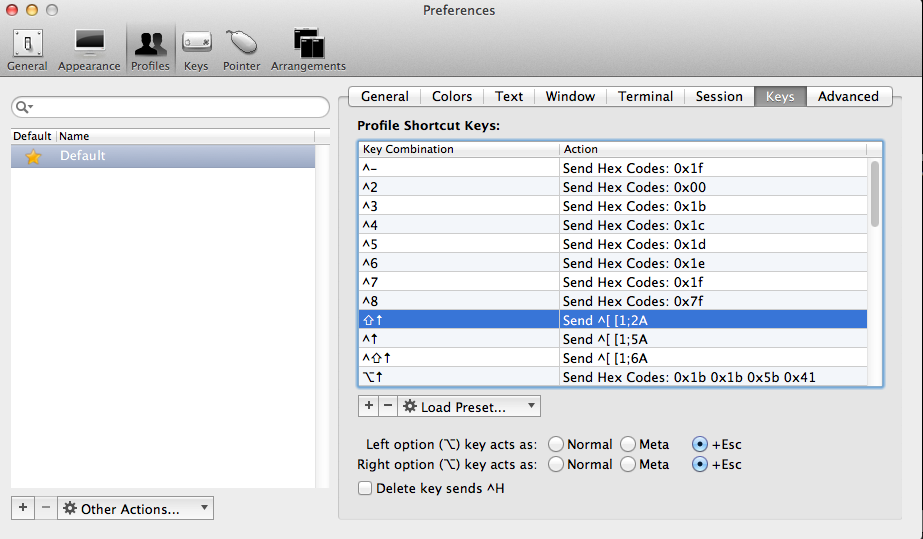 Preferences
General Appearance Profiles Keys Pointer Arrangements
General Colors Text Window Terminal Session Keys Advanced
Default Name
Default
Profile Shortcut Keys:
Key Combination Action
^- Send Hex Codes: 0x1f
^2 Send Hex Codes: 0x00
^3 Send Hex Codes: 0x1b
^4 Send Hex Codes: 0x1c
^5 Send Hex Codes: 0x1d
^6 Send Hex Codes: 0x1e
^7 Send Hex Codes: 0x1f
^8 Send Hex Codes: 0x7f
⇧↑ Send ^[ [1;2A
^↑ Send ^[ [1;5A
^⇧↑ Send ^[ [1;6A
⌥↑ Send Hex Codes: 0x1b 0x1b 0x5b 0x41
+ − Load Preset...
Left option (⌥) key acts as: Normal Meta +Esc
Right option (⌥) key acts as: Normal Meta +Esc
Delete key sends ^H
+ − Other Actions...